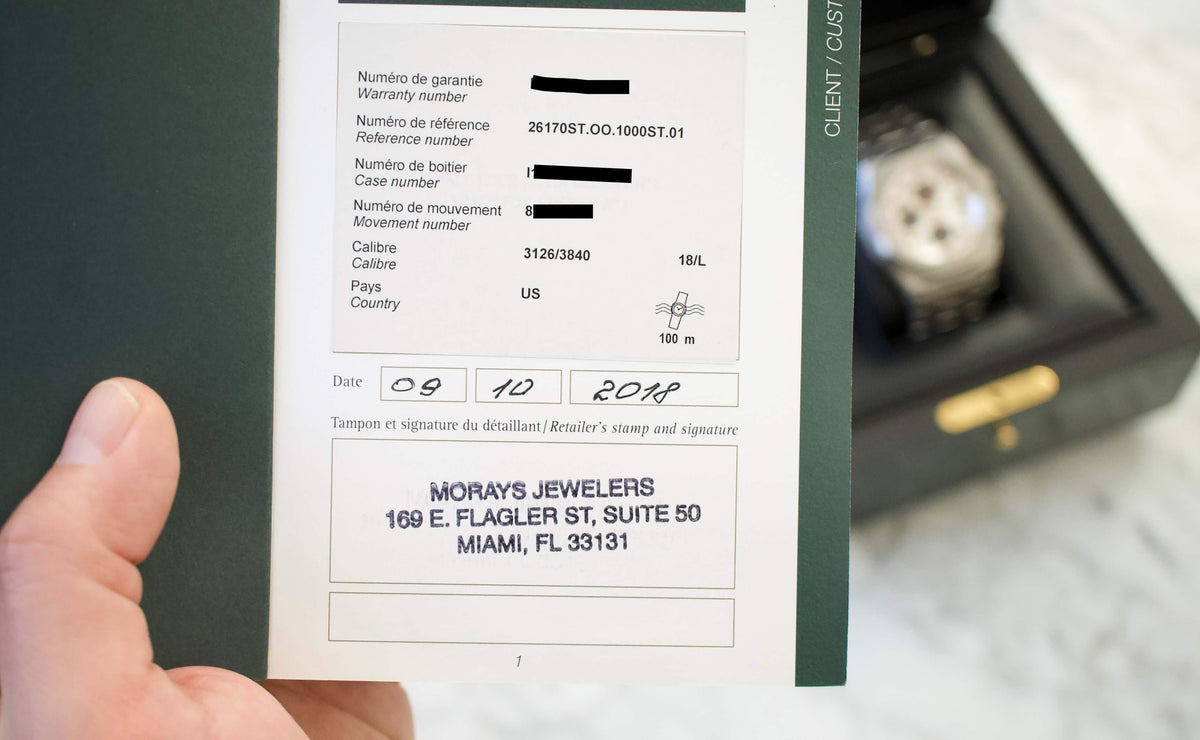 Numéro de garantie
Warranty number
Numéro de référence 26170ST.OO.1000ST.01
Reference number
Numéro de boitier
Case number
Numéro de mouvement 8
Movement number
Calibre 3126/3840 18/L
Calibre
Pays US
Country
100 m
Date 09 10 2018
Tampon et signature du détaillant / Retailer's stamp and signature
MORAYS JEWELERS
169 E. FLAGLER ST, SUITE 50
MIAMI, FL 33131
1
CLIENT /